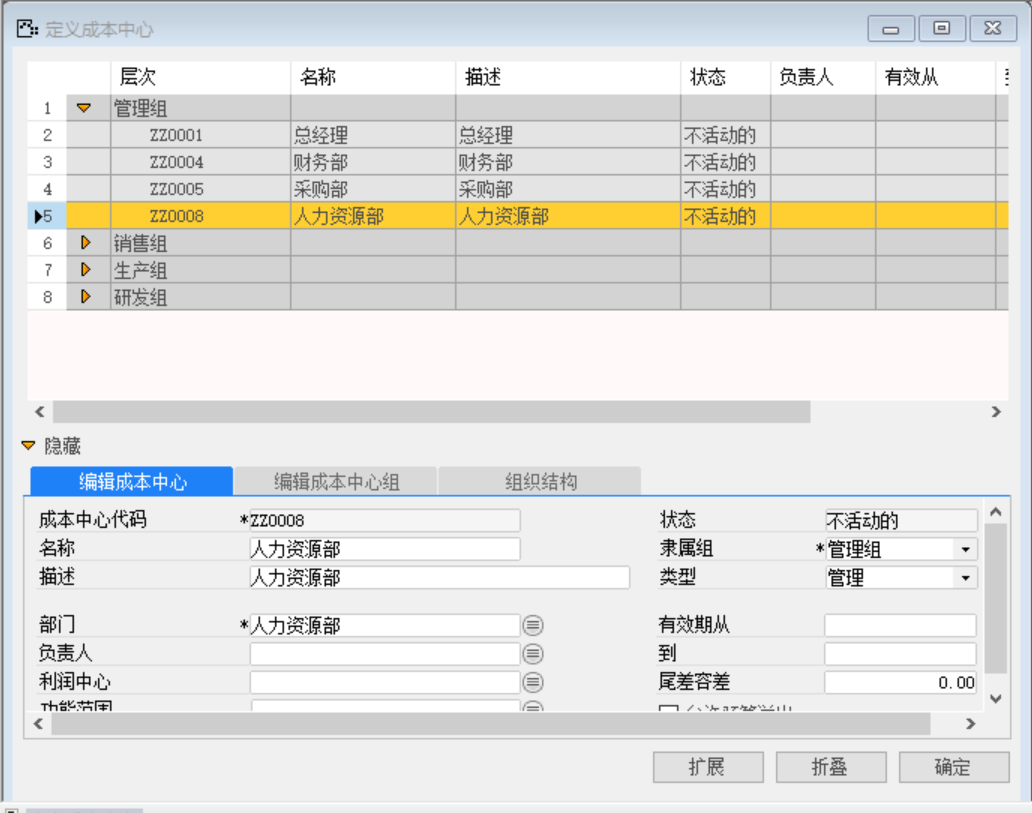 定义成本中心
层次 名称 描述 状态 负责人 有效从
1 管理组
2 ZZ0001 总经理 总经理 不活动的
3 ZZ0004 财务部 财务部 不活动的
4 ZZ0005 采购部 采购部 不活动的
5 ZZ0008 人力资源部 人力资源部 不活动的
6 销售组
7 生产组
8 研发组
隐藏
编辑成本中心 编辑成本中心组 组织结构
成本中心代码 *ZZ0008 状态 不活动的
名称 人力资源部 隶属组 *管理组
描述 人力资源部 类型 管理
部门 *人力资源部 有效期从
负责人 到
利润中心 尾差容差 0.00
功能范围
扩展 折叠 确定